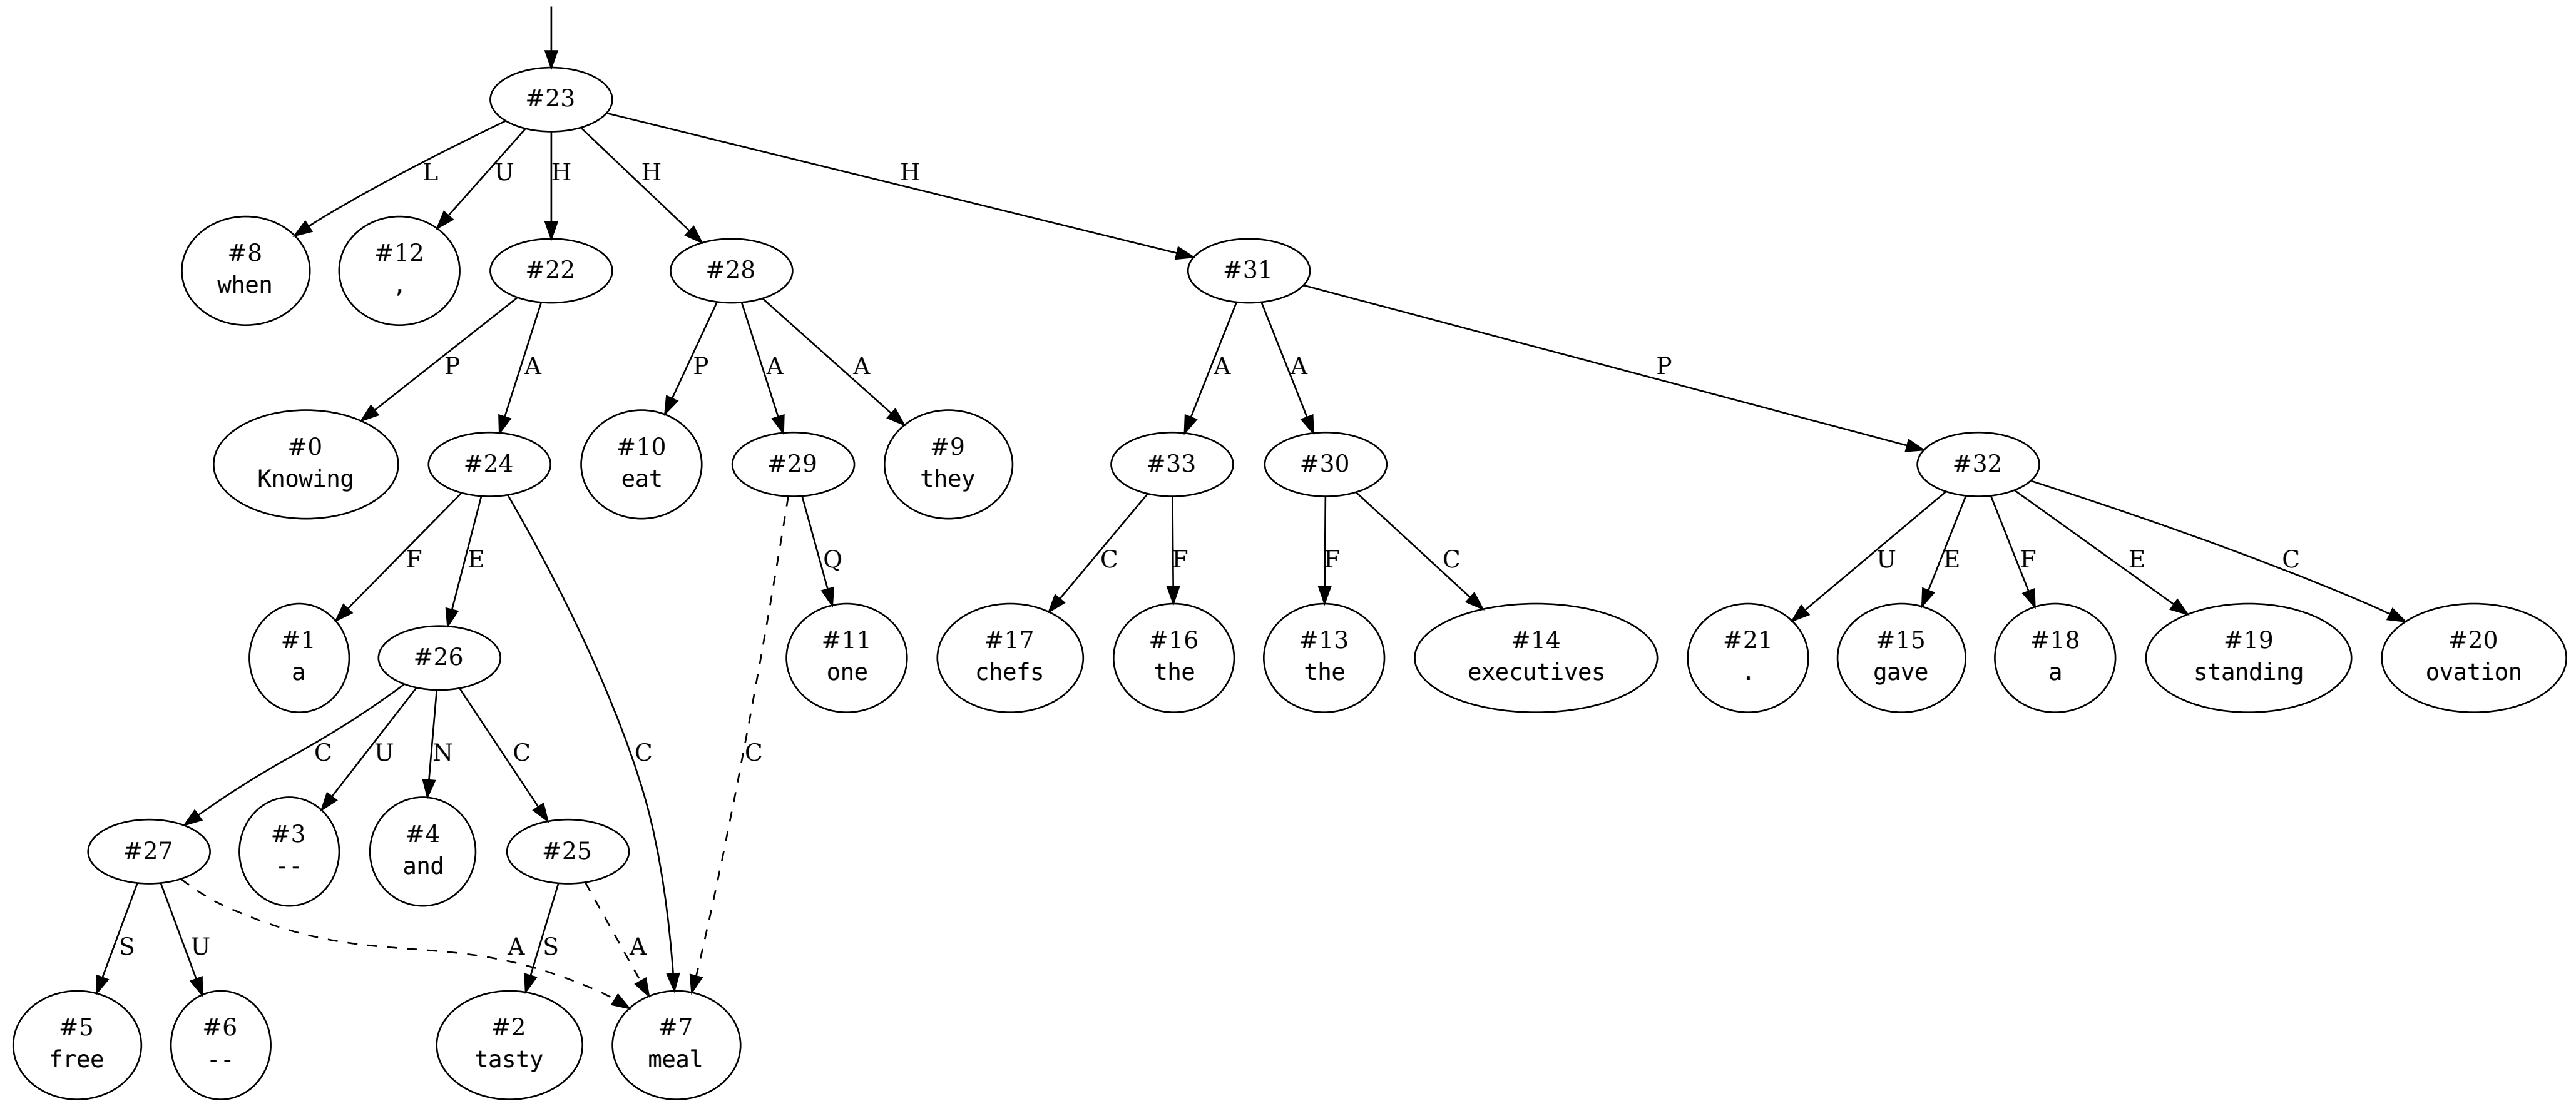 #23
L
U
H
H
H
#8
when
#12
,
#22
#28
#31
P
A
P
A
A
A
A
P
#0
Knowing
#24
#10
eat
#29
#9
they
#33
#30
#32
F
E
Q
C
F
F
C
U
E
F
E
C
#1
a
#26
#11
one
#17
chefs
#16
the
#13
the
#14
executives
#21
.
#15
gave
#18
a
#19
standing
#20
ovation
C
U
N
C
C
C
#27
#3
--
#4
and
#25
S
U
A
S
A
#5
free
#6
--
#2
tasty
#7
meal